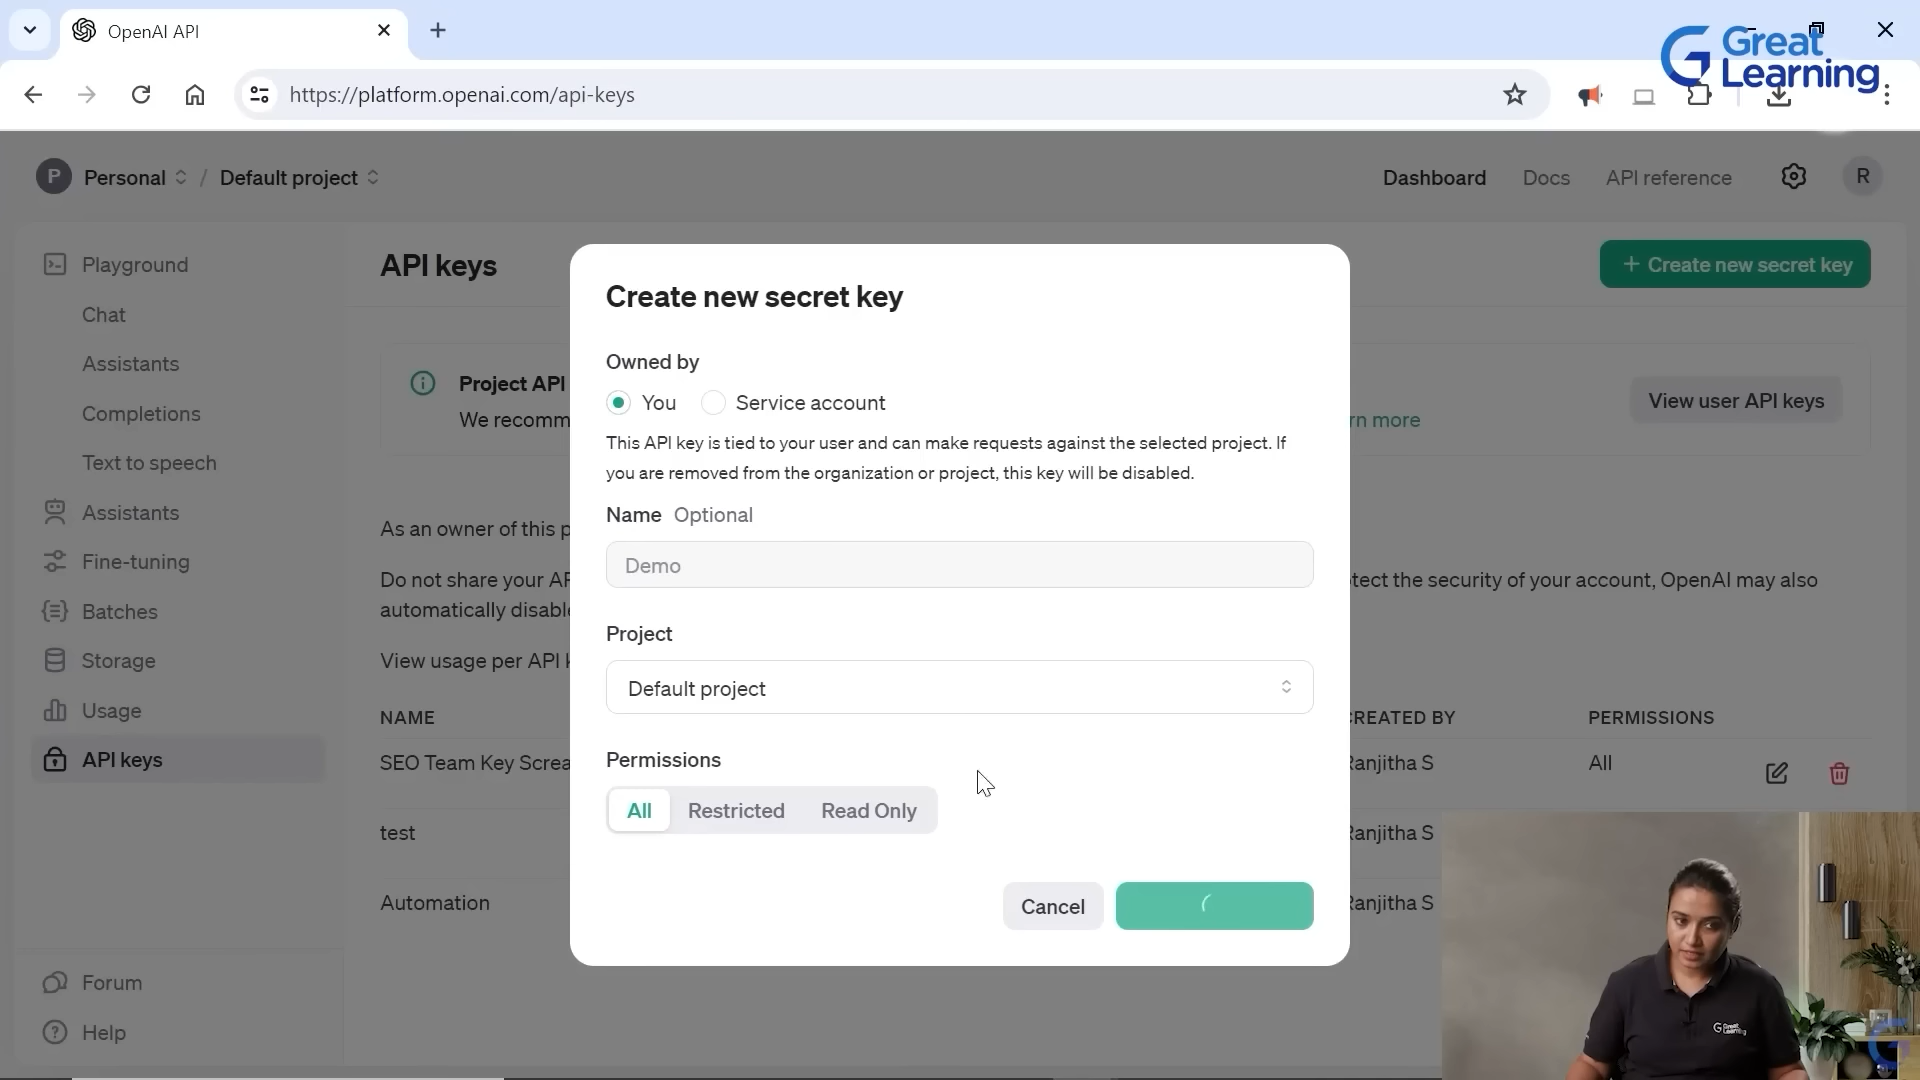 OpenAI API
Great
Learning
https://platform.openai.com/api-keys
P Personal / Default project
Dashboard Docs API reference R
Playground
Chat
Assistants
Completions
Text to speech
Assistants
Fine-tuning
Batches
Storage
Usage
API keys
Forum
Help
API keys
+ Create new secret key
Project API
We recomm
rn more
View user API keys
As an owner of this p
Do not share your AP
tect the security of your account, OpenAI may also
automatically disable
View usage per API k
NAME CREATED BY PERMISSIONS
SEO Team Key Screa Ranjitha S All
test Ranjitha S
Automation Ranjitha S
Create new secret key
Owned by
You Service account
This API key is tied to your user and can make requests against the selected project. If
you are removed from the organization or project, this key will be disabled.
Name Optional
Demo
Project
Default project
Permissions
All Restricted Read Only
Cancel
Great
Learning